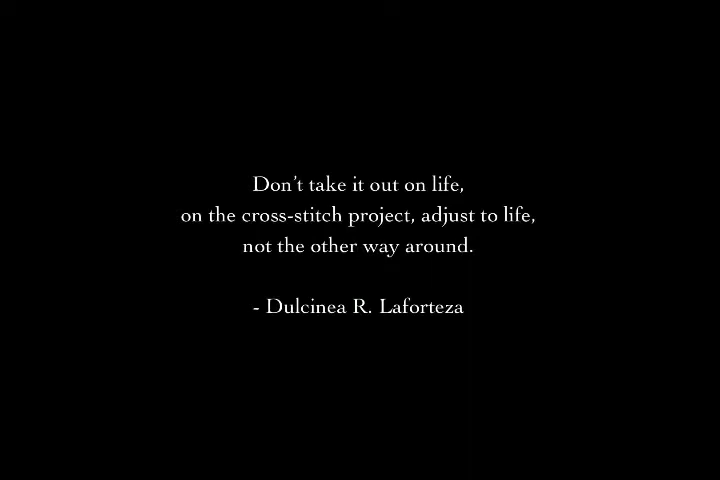 Don't take it out on life,
on the cross-stitch project, adjust to life,
not the other way around.
- Dulcinea R. Laforteza